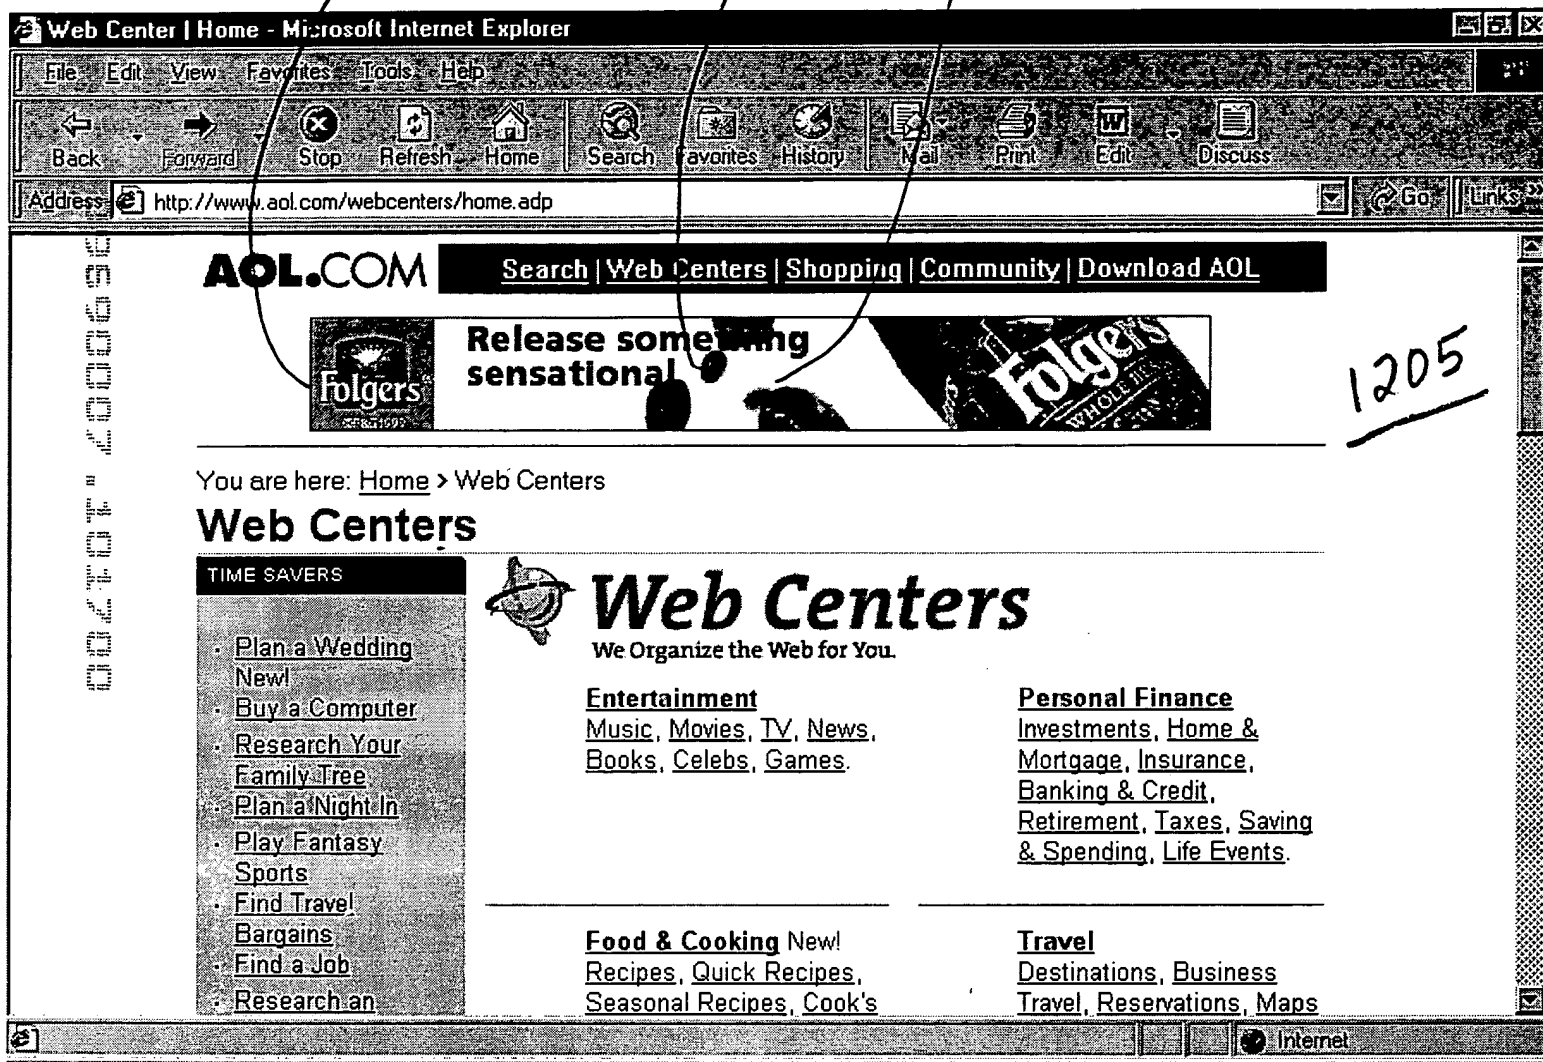 Web Center | Home - Microsoft Internet Explorer
File Edit View Favorites Tools Help
Back Forward Stop Refresh Home Search Favorites History Mail Print Edit Discuss
Address http://www.aol.com/webcenters/home.adp Go Links »
AOL.COM Search | Web Centers | Shopping | Community | Download AOL
Folgers
Release something
sensational
Folgers
WHOLE
1205
You are here: Home > Web Centers
Web Centers
TIME SAVERS
· Plan a Wedding
New!
· Buy a Computer
· Research Your
Family Tree
· Plan a Night In
· Play Fantasy
Sports
· Find Travel
Bargains
· Find a Job
· Research an
Web Centers
We Organize the Web for You.
Entertainment
Music, Movies, TV, News,
Books, Celebs, Games.
Personal Finance
Investments, Home &
Mortgage, Insurance,
Banking & Credit,
Retirement, Taxes, Saving
& Spending, Life Events.
Food & Cooking New!
Recipes, Quick Recipes,
Seasonal Recipes, Cook's
Travel
Destinations, Business
Travel, Reservations, Maps
Internet